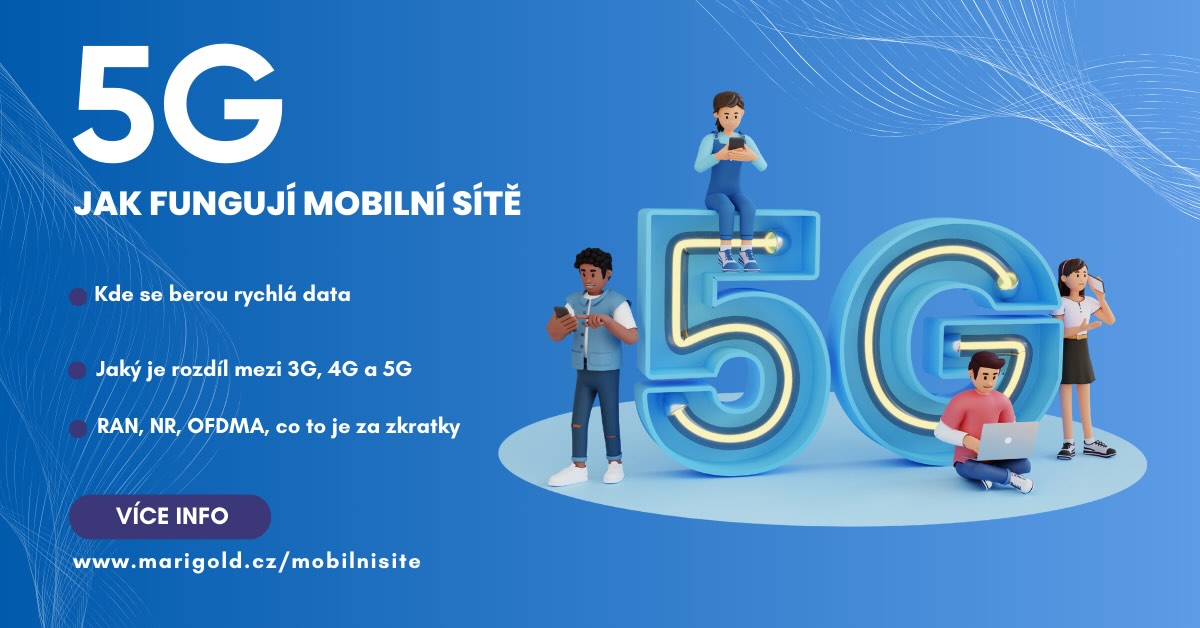 5G
JAK FUNGUJÍ MOBILNÍ SÍTĚ
Kde se berou rychlá data
Jaký je rozdíl mezi 3G, 4G a 5G
RAN, NR, OFDMA, co to je za zkratky
VÍCE INFO
www.marigold.cz/mobilnisite
5G